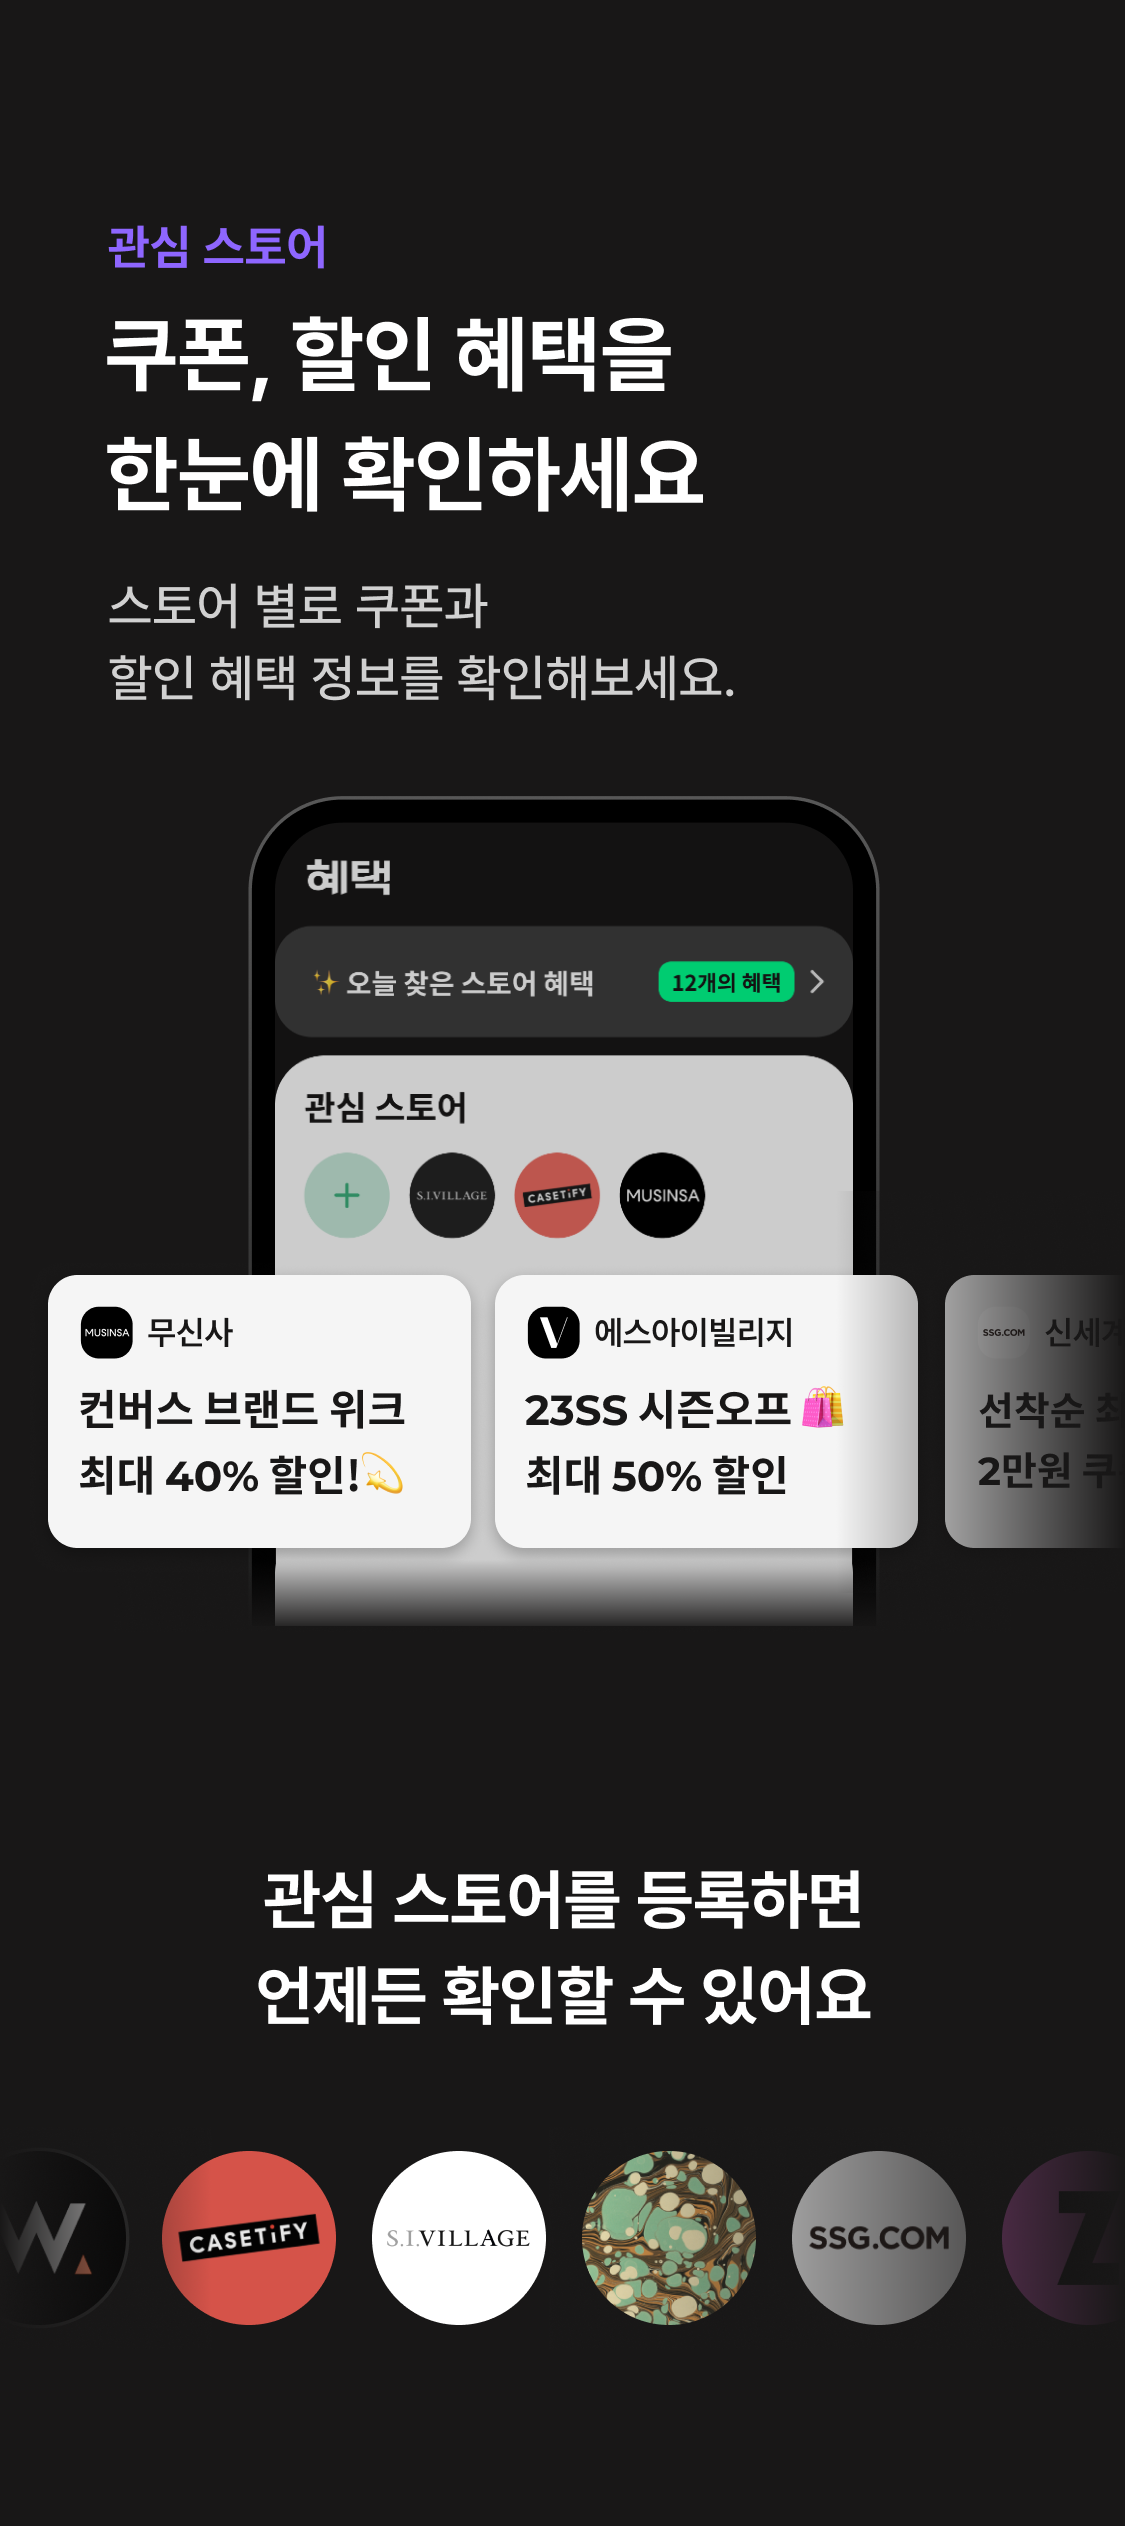 관심 스토어
쿠폰, 할인 혜택을
한눈에 확인하세요
스토어 별로 쿠폰과
할인 혜택 정보를 확인해보세요.
혜택
✨ 오늘 찾은 스토어 혜택
12개의 혜택
관심 스토어
S.I.VILLAGE
CASETiFY
MUSINSA
MUSINSA
무신사
컨버스 브랜드 위크
최대 40% 할인!💫
V
에스아이빌리지
23SS 시즌오프 🛍️
최대 50% 할인
SSG.COM
신세계
선착순
2만원
관심 스토어를 등록하면
언제든 확인할 수 있어요
W.
CASETiFY
S.I.VILLAGE
SSG.COM
Z